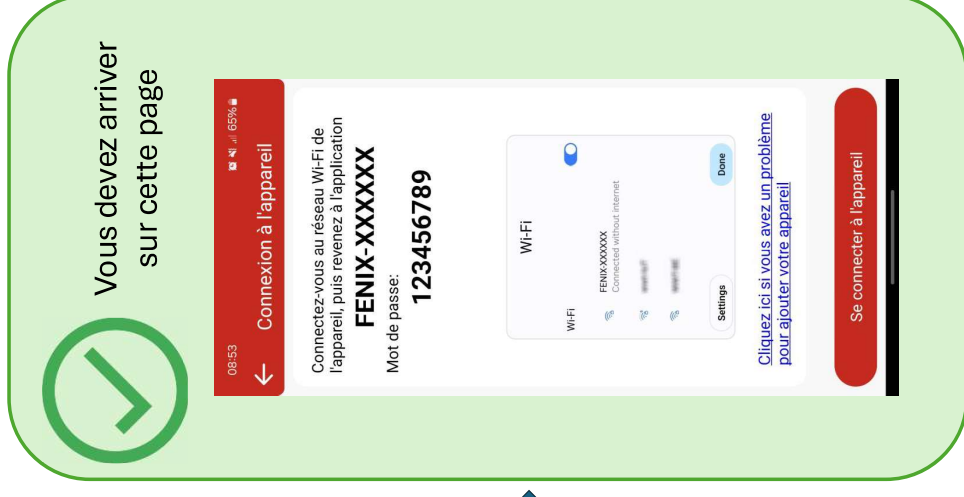 Vous devez arriver
sur cette page
08:53
65%
Connexion à l'appareil
Connectez-vous au réseau Wi-Fi de
l'appareil, puis revenez à l'application
FENIX-XXXXXX
Mot de passe:
123456789
Wi-Fi
Wi-Fi
FENIX-XXXXXX
Connected without internet
Settings
Done
Cliquez ici si vous avez un problème
pour ajouter votre appareil
Se connecter à l'appareil